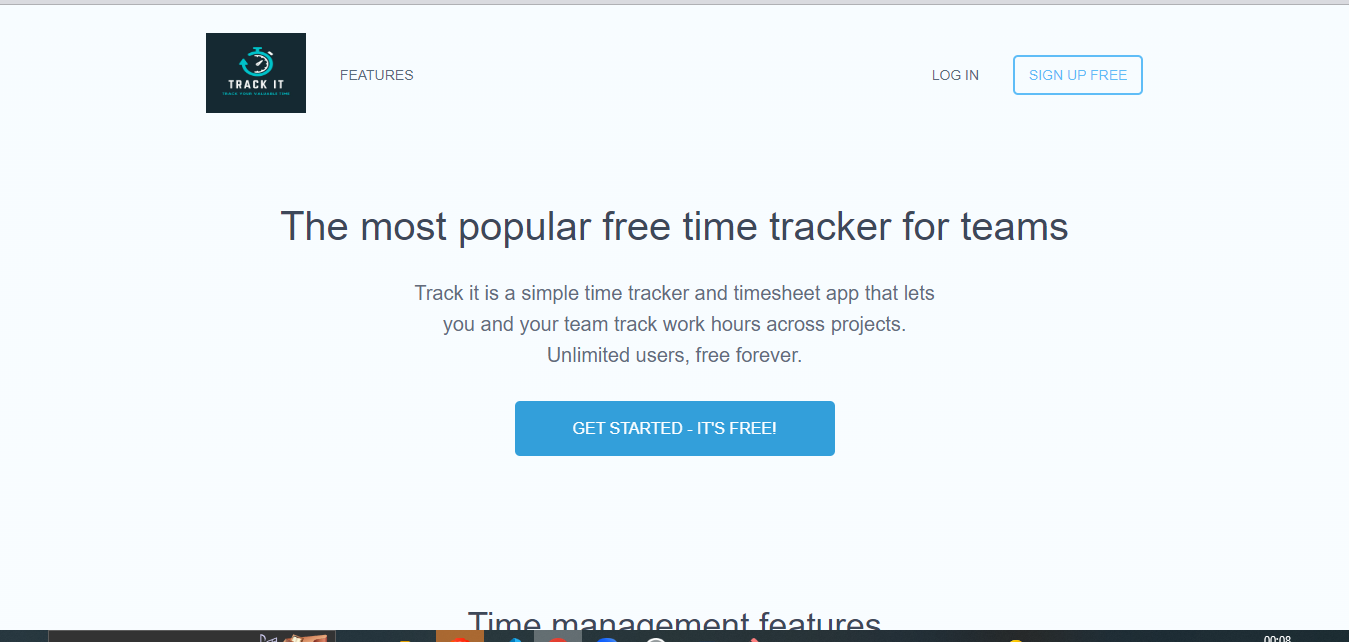 TRACK IT
TRACK YOUR VALUABLE TIME
FEATURES
LOG IN
SIGN UP FREE
The most popular free time tracker for teams
Track it is a simple time tracker and timesheet app that lets
you and your team track work hours across projects.
Unlimited users, free forever.
GET STARTED - IT'S FREE!
Time management features
00:08